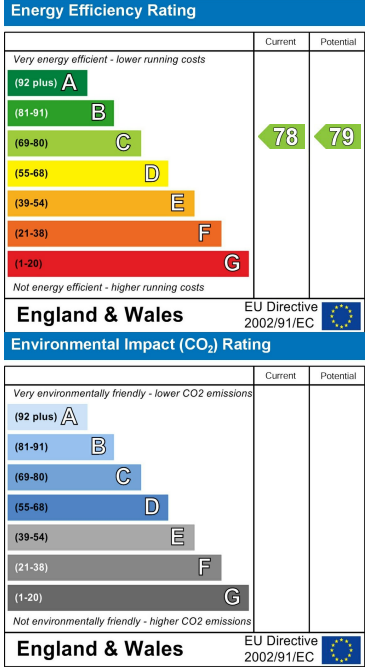 Energy Efficiency Rating
Current Potential
Very energy efficient - lower running costs
(92 plus) A
(81-91) B
(69-80) C 78 79
(55-68) D
(39-54) E
(21-38) F
(1-20) G
Not energy efficient - higher running costs
England & Wales
EU Directive
2002/91/EC
Environmental Impact (CO₂) Rating
Current Potential
Very environmentally friendly - lower CO2 emissions
(92 plus) A
(81-91) B
(69-80) C
(55-68) D
(39-54) E
(21-38) F
(1-20) G
Not environmentally friendly - higher CO2 emissions
England & Wales
EU Directive
2002/91/EC